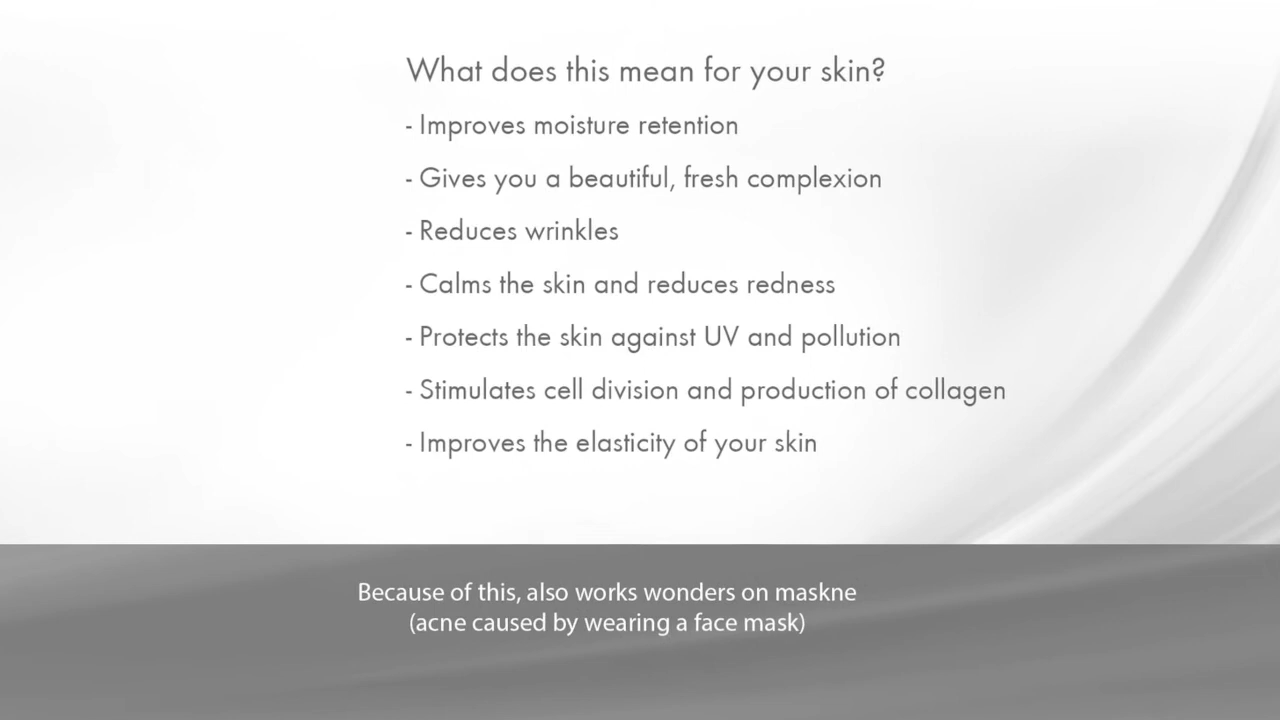 What does this mean for your skin?
- Improves moisture retention
- Gives you a beautiful, fresh complexion
- Reduces wrinkles
- Calms the skin and reduces redness
- Protects the skin against UV and pollution
- Stimulates cell division and production of collagen
- Improves the elasticity of your skin
Because of this, also works wonders on maskne
(acne caused by wearing a face mask)